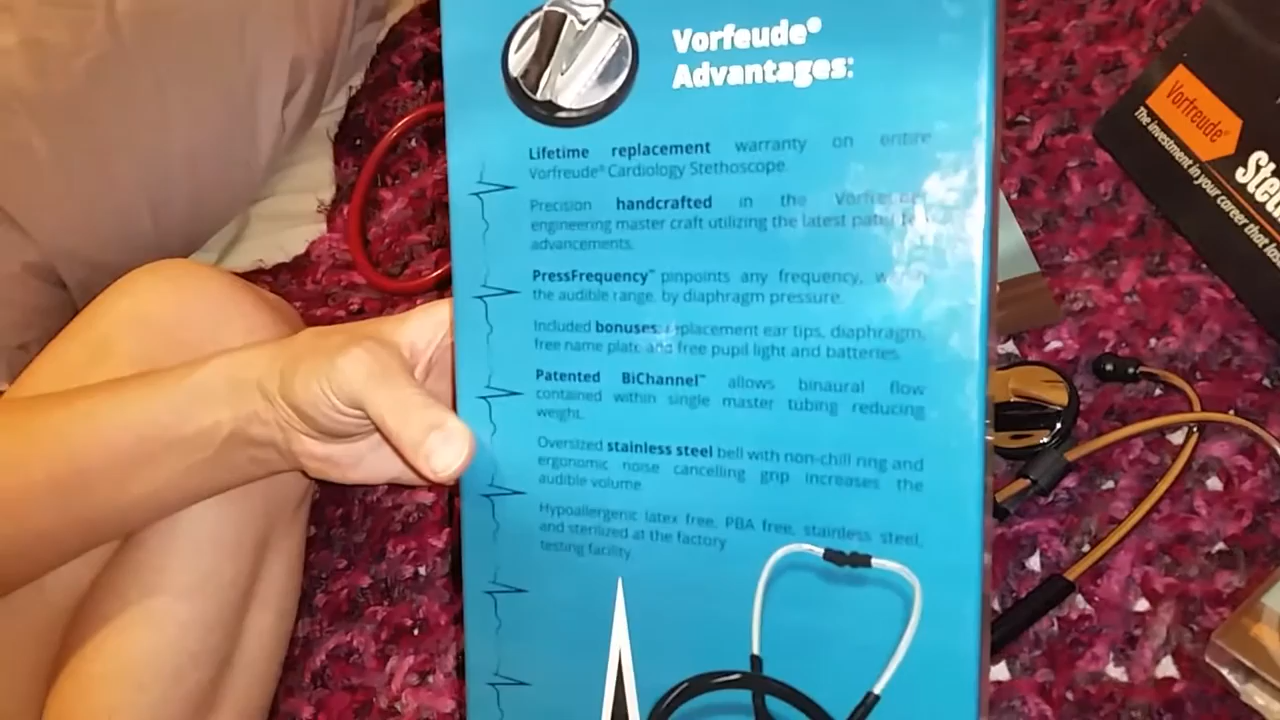 Vorfeude®
Advantages:
Lifetime replacement warranty on entire
Vorfreude® Cardiology Stethoscope.
Precision handcrafted in the
engineering master craft utilizing the latest
advancements.
PressFrequency™ pinpoints any frequency,
the audible range, by diaphragm pressure.
Included bonuses: replacement ear tips, diaphragm,
free name plate and free pupil light and batteries.
Patented BiChannel™ allows binaural flow
contained within single master tubing reducing
weight.
Oversized stainless steel bell with non-chill ring and
ergonomic noise cancelling grip increases the
audible volume.
Hypoallergenic latex free, PBA free, stainless steel,
and sterilized at the factory
testing facility
Vorfreude®
The investment in your career that
Ste